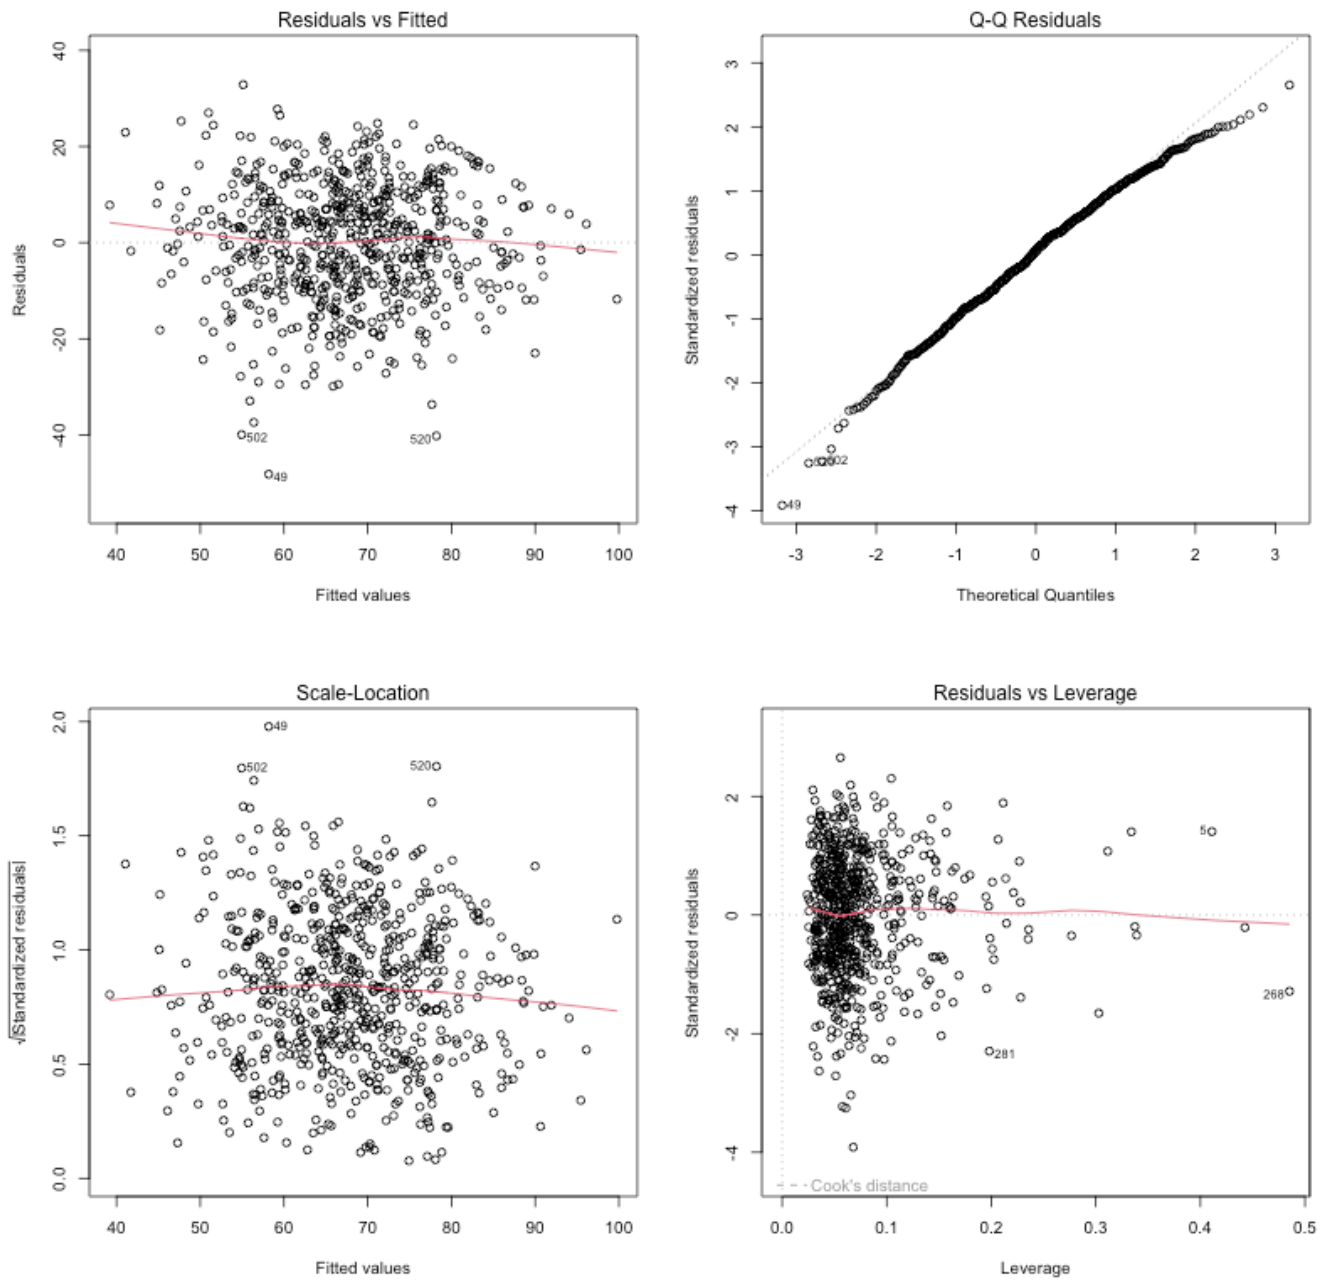 Residuals vs Fitted
Residuals
40
20
0
-20
-40
502
520
49
40 50 60 70 80 90 100
Fitted values
Q-Q Residuals
Standardized residuals
3
2
1
0
-1
-2
-3
-4
502
49
-3 -2 -1 0 1 2 3
Theoretical Quantiles
Scale-Location
√|Standardized residuals|
2.0
1.5
1.0
0.5
0.0
49
502
520
40 50 60 70 80 90 100
Fitted values
Residuals vs Leverage
Standardized residuals
2
0
-2
-4
5
268
281
Cook's distance
0.0 0.1 0.2 0.3 0.4 0.5
Leverage